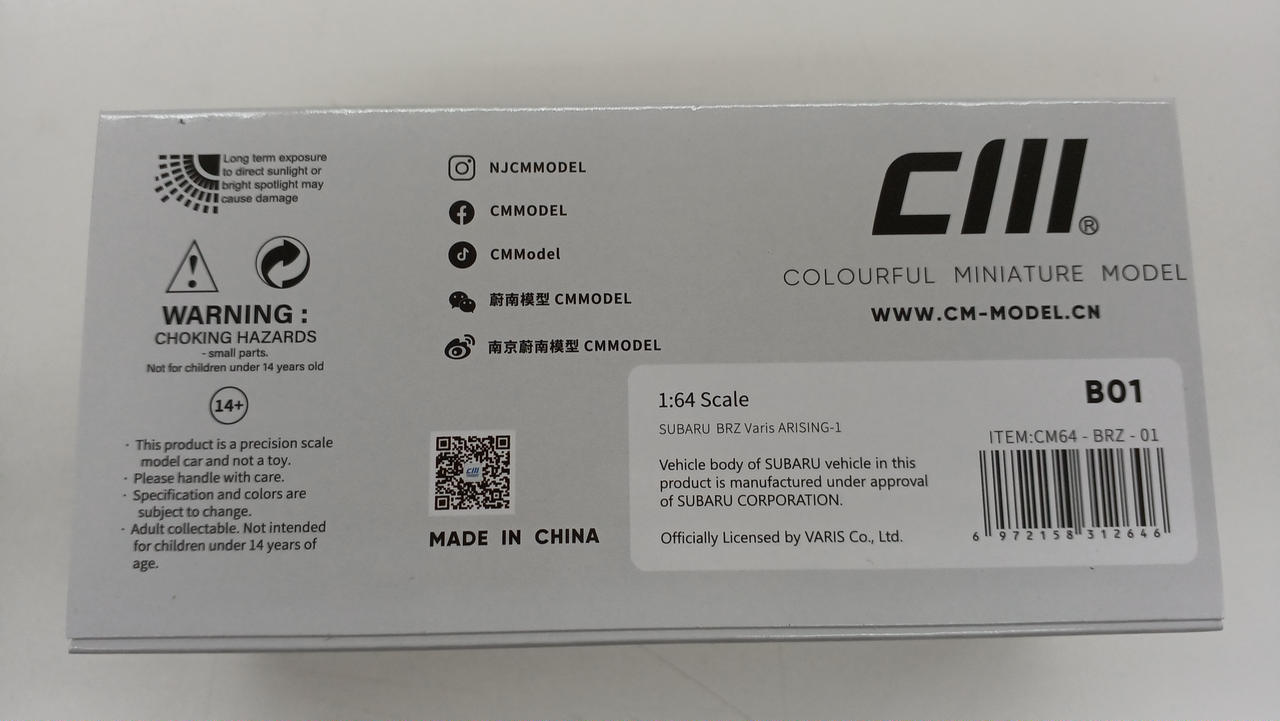 Long term exposure
to direct sunlight or
bright spotlight may
cause damage
WARNING :
CHOKING HAZARDS
- small parts.
Not for children under 14 years old
14+
· This product is a precision scale
model car and not a toy.
· Please handle with care.
· Specification and colors are
subject to change.
· Adult collectable. Not intended
for children under 14 years of
age.
NJCMMODEL
CMMODEL
CMModel
蔚南模型 CMMODEL
南京蔚南模型 CMMODEL
MADE IN CHINA
CM®
COLOURFUL MINIATURE MODEL
WWW.CM-MODEL.CN
1:64 Scale
B01
SUBARU BRZ Varis ARISING-1
ITEM:CM64 - BRZ - 01
Vehicle body of SUBARU vehicle in this
product is manufactured under approval
of SUBARU CORPORATION.
Officially Licensed by VARIS Co., Ltd.
6 972158 312646